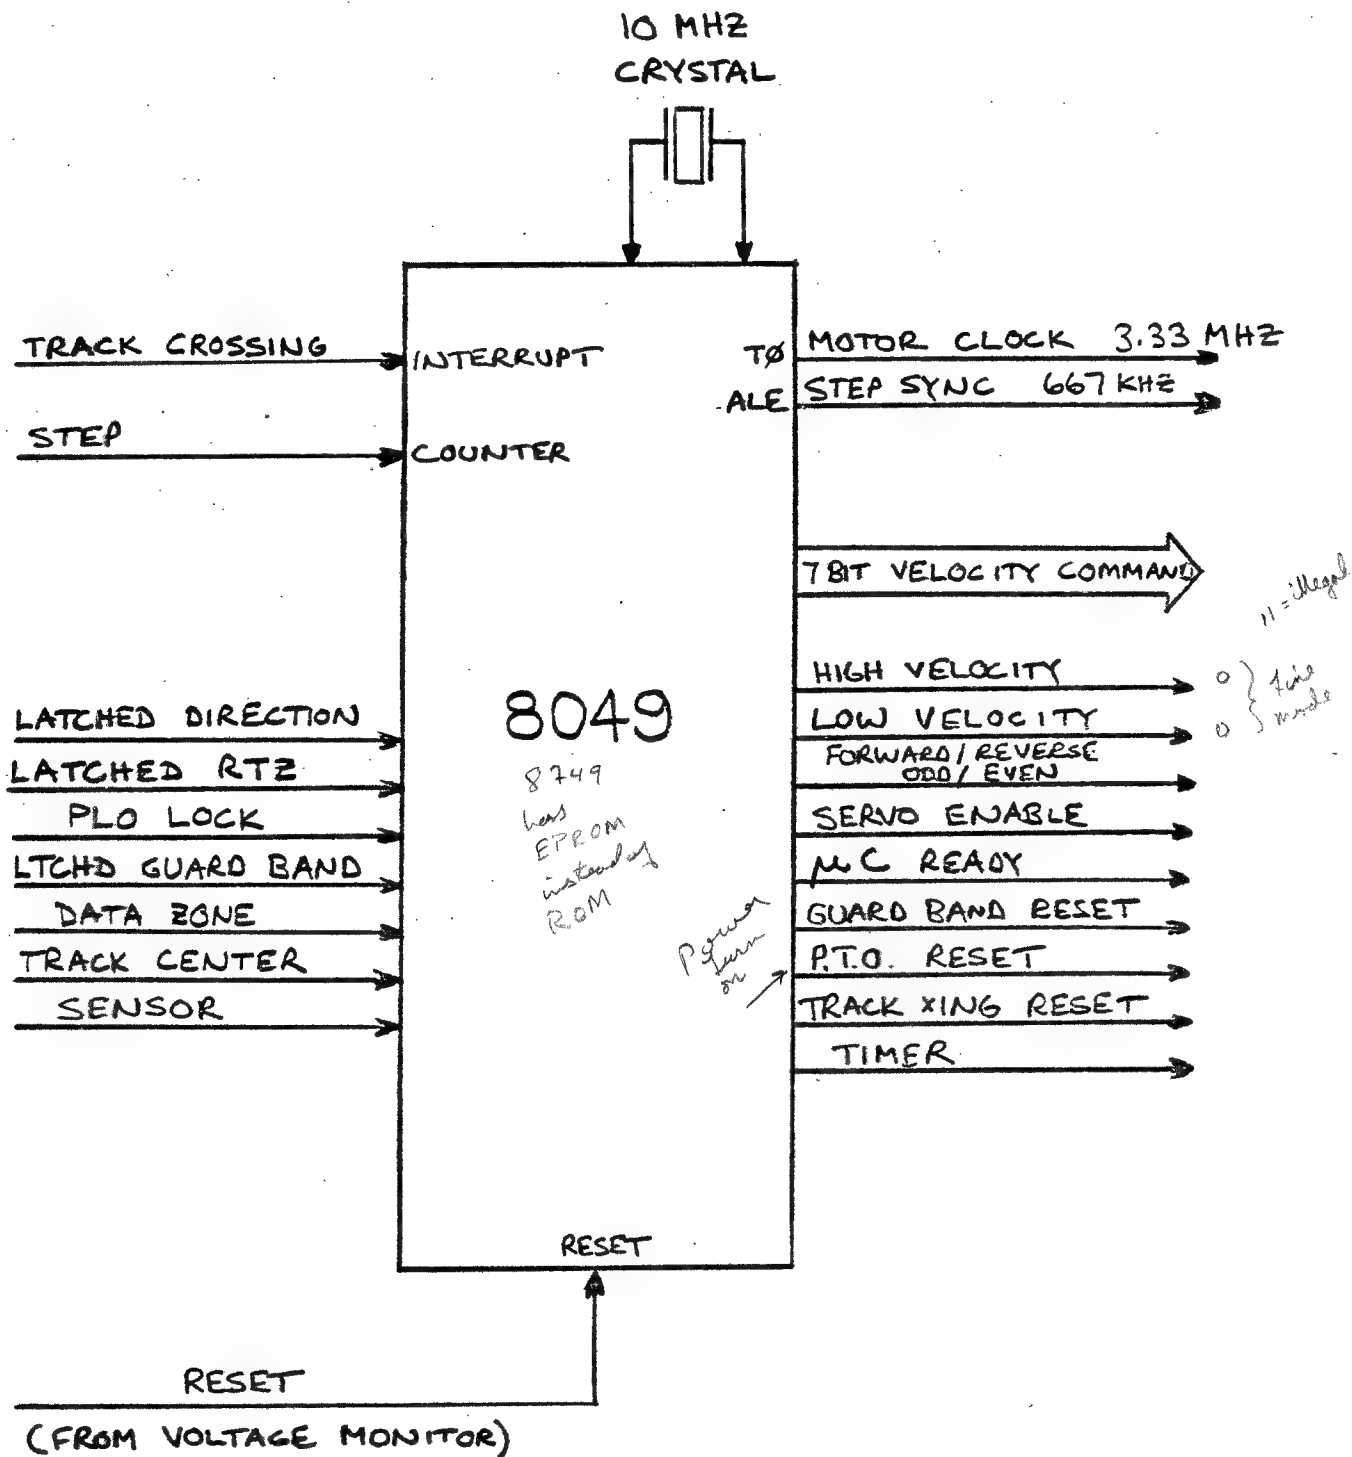 10 MHZ
CRYSTAL
TRACK CROSSING
INTERRUPT
STEP
COUNTER
TØ
MOTOR CLOCK 3.33 MHZ
ALE
STEP SYNC 667 KHZ
7 BIT VELOCITY COMMAND
11 = illegal
HIGH VELOCITY
0
LOW VELOCITY
0
fine
mode
FORWARD/REVERSE
ODD/EVEN
SERVO ENABLE
μC READY
GUARD BAND RESET
P.T.O. RESET
TRACK XING RESET
TIMER
8049
8749
has
EPROM
instead of
ROM
Power
turn
on
LATCHED DIRECTION
LATCHED RTZ
PLO LOCK
LTCHD GUARD BAND
DATA ZONE
TRACK CENTER
SENSOR
RESET
RESET
(FROM VOLTAGE MONITOR)